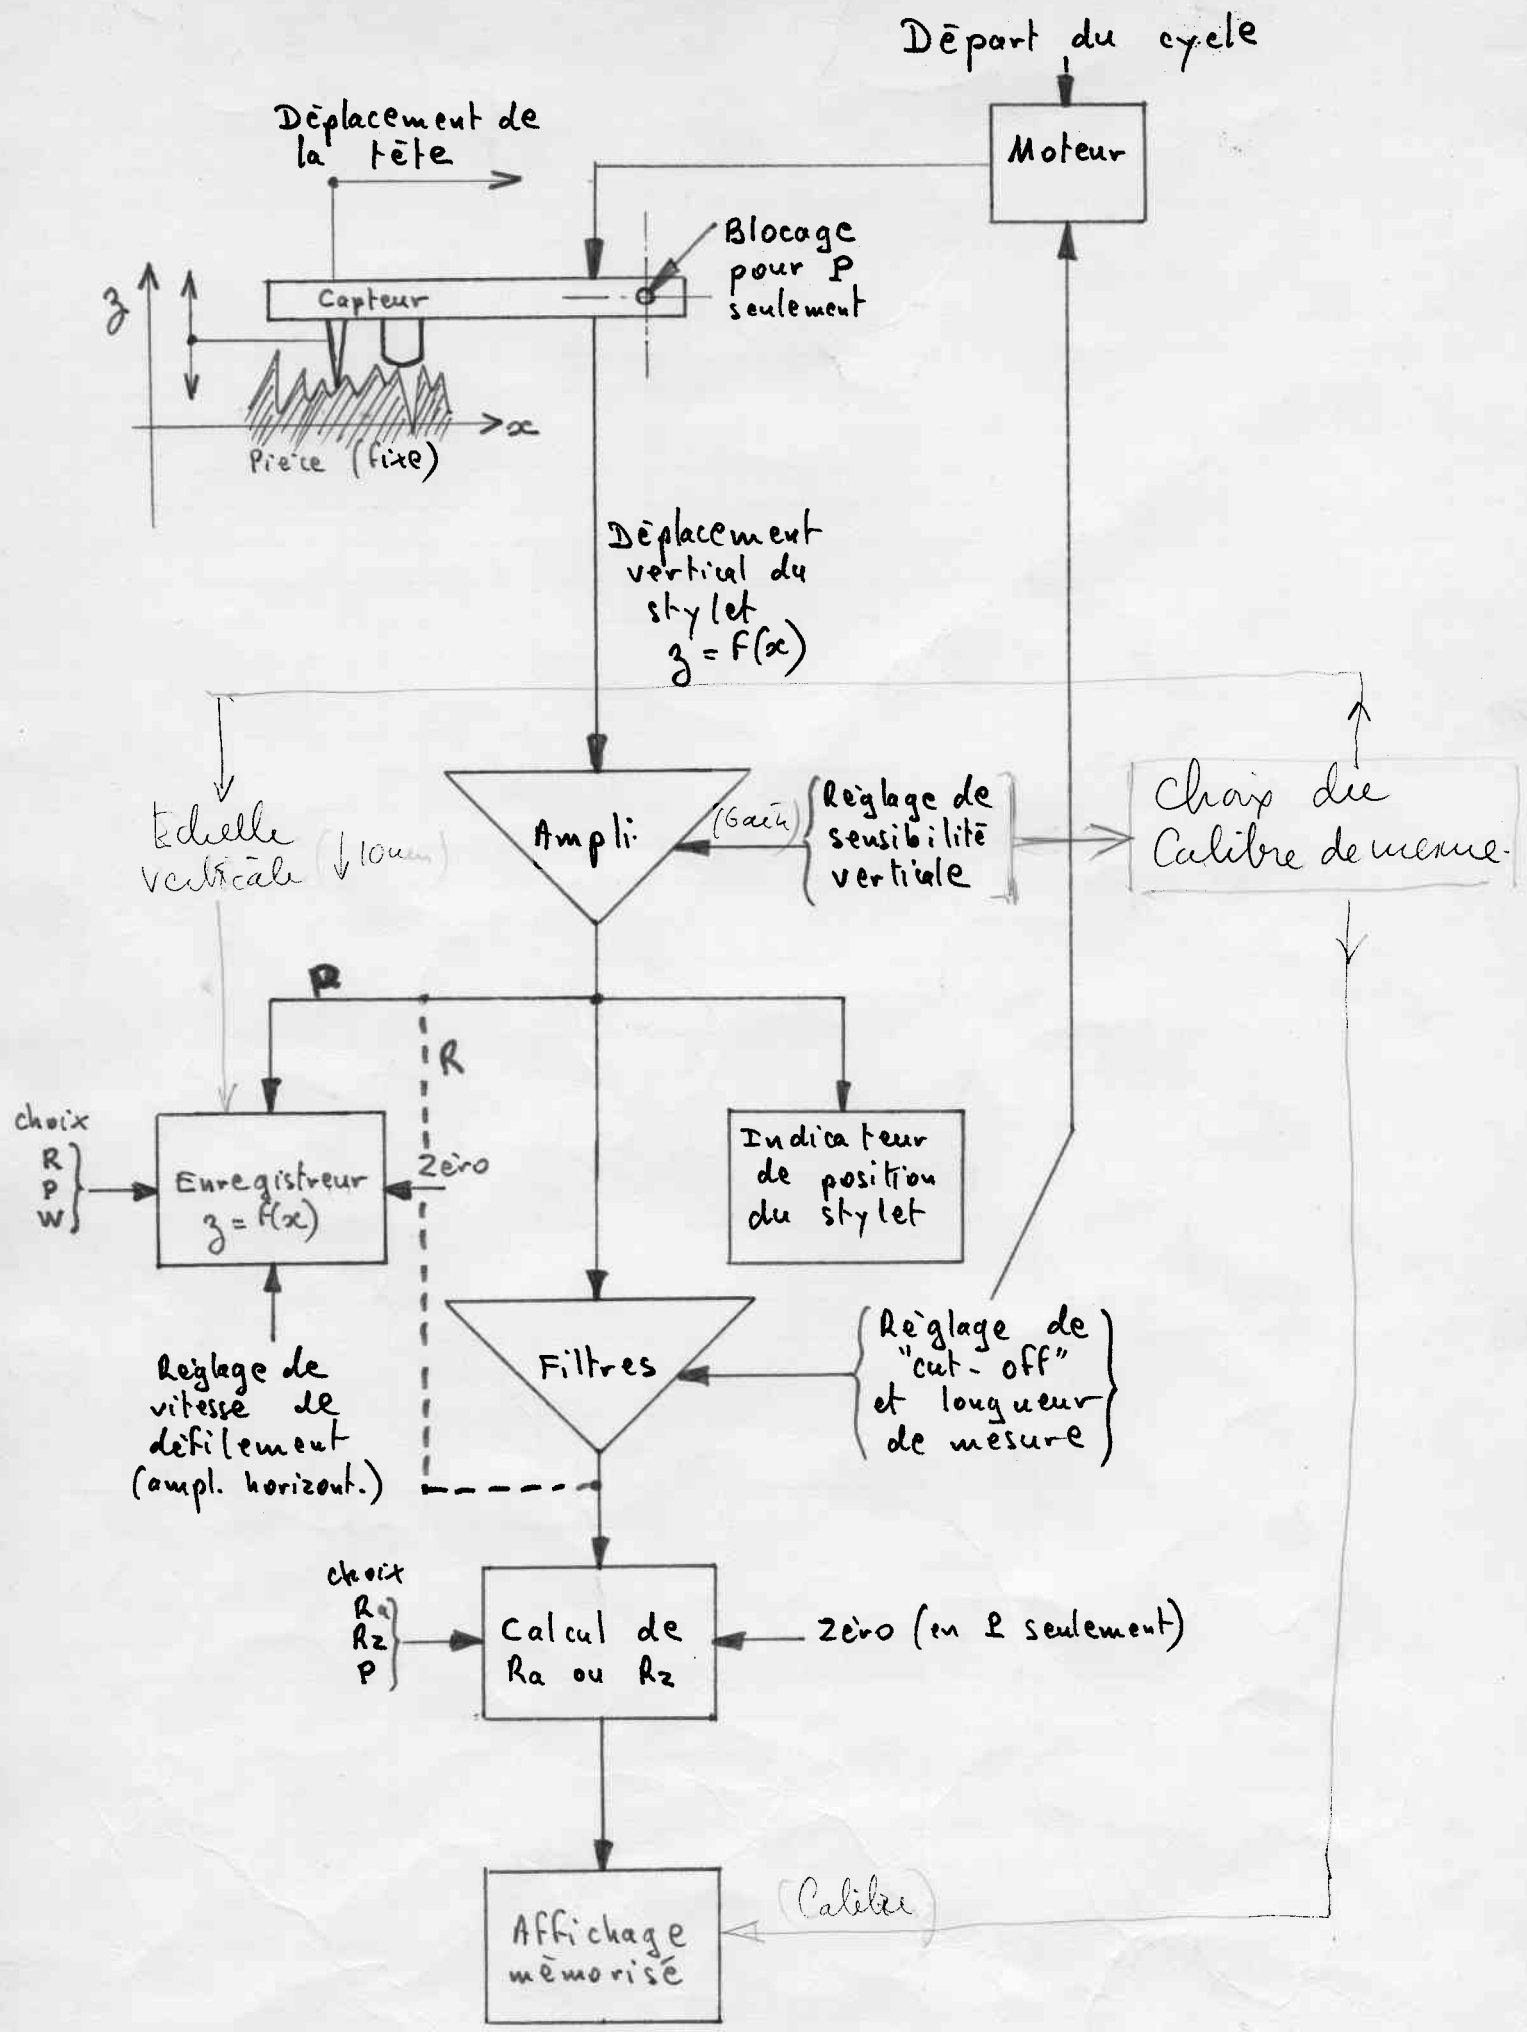 Départ du cycle
Moteur
Déplacement de
la tête
Blocage
pour P
seulement
Capteur
z
x
Pièce (fixe)
Déplacement
vertical du
stylet
z = f(x)
Ampli.
(Gain)
Réglage de
sensibilité
verticale
Choix du
Calibre de mesure.
Echelle
verticale
P
R
choix
R
P
W
Enregistreur
z = f(x)
Zéro
Indicateur
de position
du stylet
Réglage de
vitesse de
défilement
(ampl. horizont.)
Filtres
Réglage de
"cut-off"
et longueur
de mesure
choix
Ra
Rz
P
Calcul de
Ra ou Rz
Zéro (en P seulement)
(Calibre)
Affichage
mémorisé